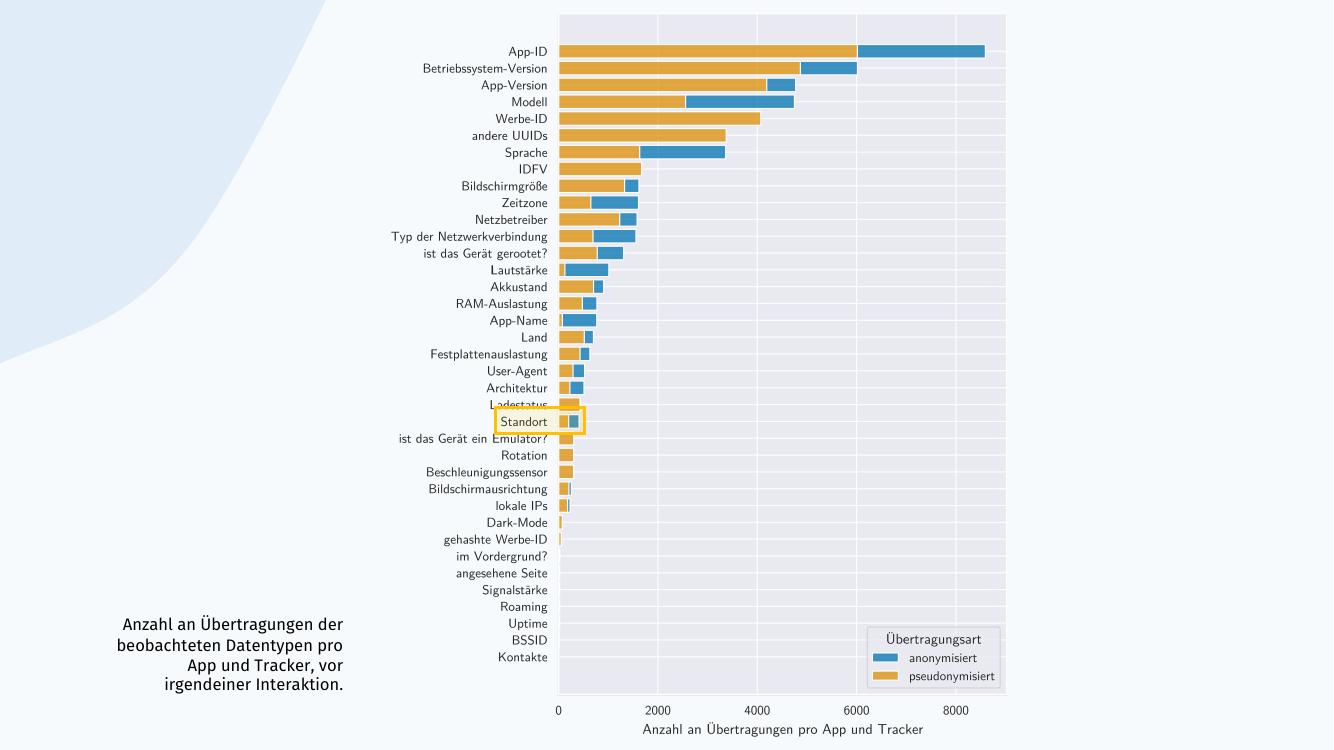 App-ID
Betriebssystem-Version
App-Version
Modell
Werbe-ID
andere UUIDs
Sprache
IDFV
Bildschirmgröße
Zeitzone
Netzbetreiber
Typ der Netzwerkverbindung
ist das Gerät gerootet?
Lautstärke
Akkustand
RAM-Auslastung
App-Name
Land
Festplattenauslastung
User-Agent
Architektur
Ladestatus
Standort
ist das Gerät ein Emulator?
Rotation
Beschleunigungssensor
Bildschirmausrichtung
lokale IPs
Dark-Mode
gehashte Werbe-ID
im Vordergrund?
angesehene Seite
Signalstärke
Roaming
Uptime
BSSID
Kontakte
0 2000 4000 6000 8000
Anzahl an Übertragungen pro App und Tracker
Übertragungsart
anonymisiert
pseudonymisiert
Anzahl an Übertragungen der
beobachteten Datentypen pro
App und Tracker, vor
irgendeiner Interaktion.